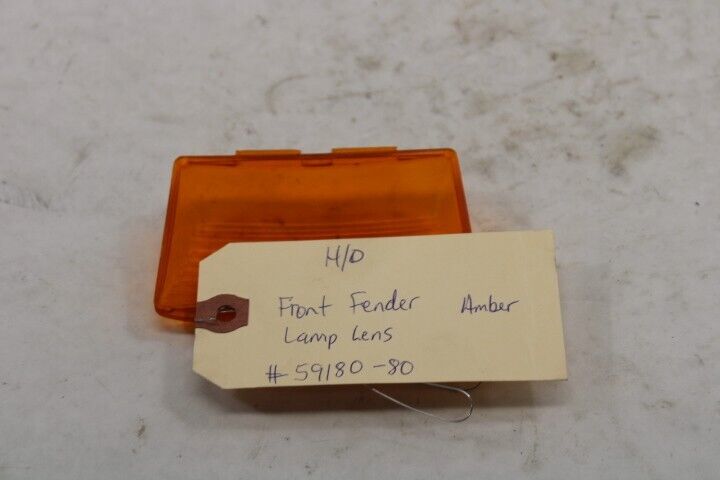 H/D
Front Fender Amber
Lamp Lens
#59180-80